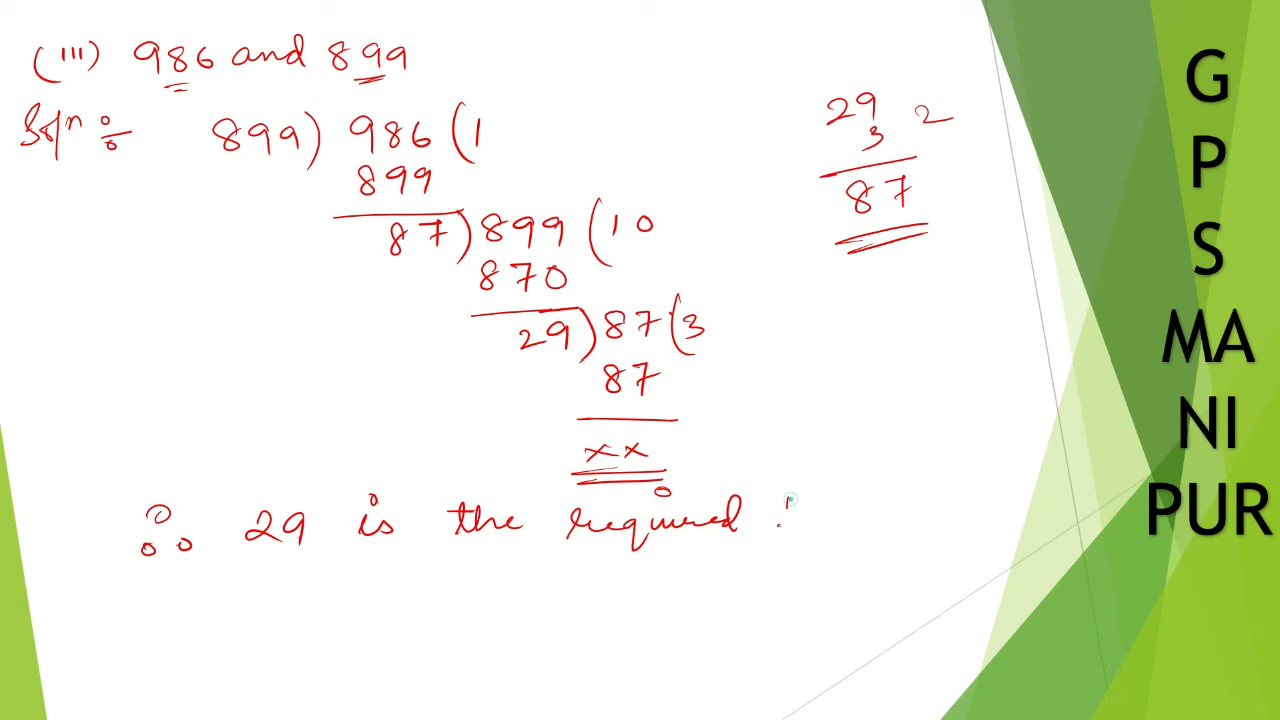 (iii) 986 and 899
Solⁿ ÷ 899) 986 (1
899
87) 899 (10
870
29) 87 (3
87
××
∴ 29 is the required
29 2
3
87
G
P
S
MA
NI
PUR